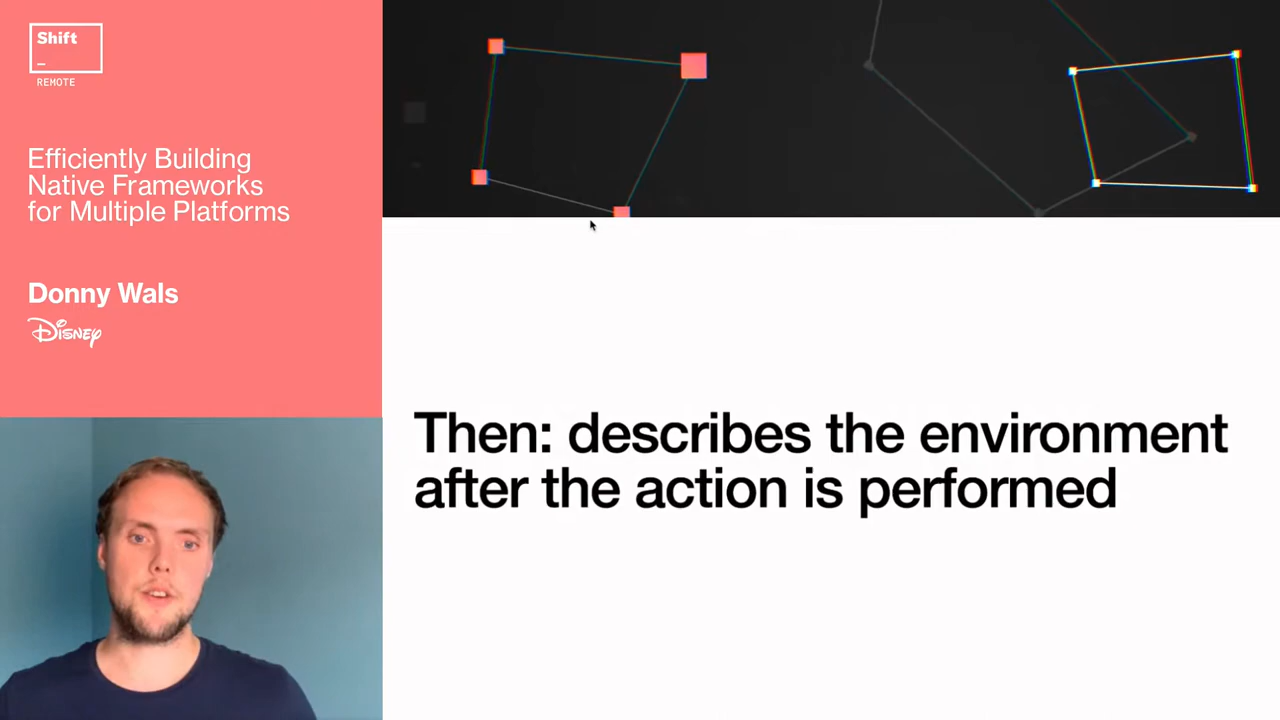 Shift
_
REMOTE
Efficiently Building
Native Frameworks
for Multiple Platforms
Donny Wals
Disney
Then: describes the environment
after the action is performed